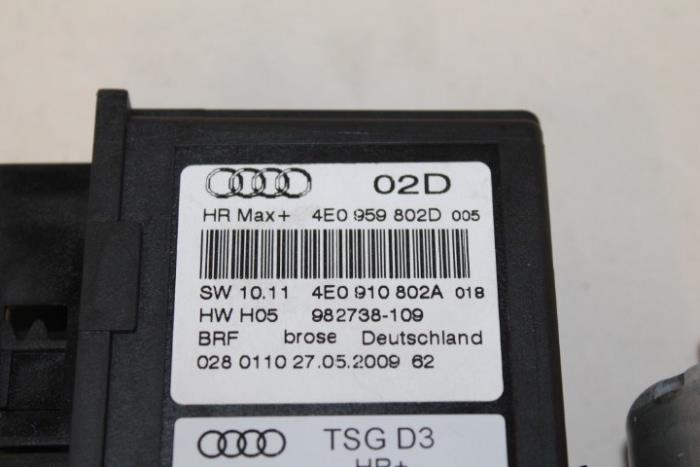 02D
HR Max+ 4E0 959 802D 005
SW 10.11 4E0 910 802A 018
HW H05 982738-109
BRF brose Deutschland
028 0110 27.05.2009 62
TSG D3
HR+